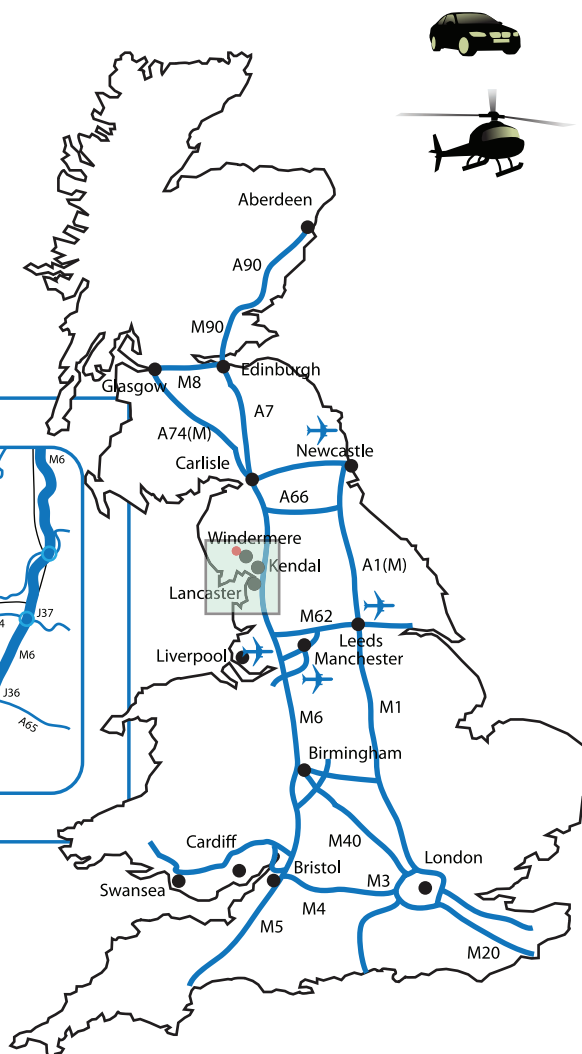 Aberdeen
A90
M90
Edinburgh
Glasgow
M8
A7
A74(M)
Newcastle
Carlisle
M6
A66
Windermere
A1(M)
Kendal
Lancaster
M62
J37
4
Leeds
M6
Liverpool
Manchester
J36
M1
M6
A65
Birmingham
Cardiff
M40
London
Bristol
M3
Swansea
M4
M5
M20